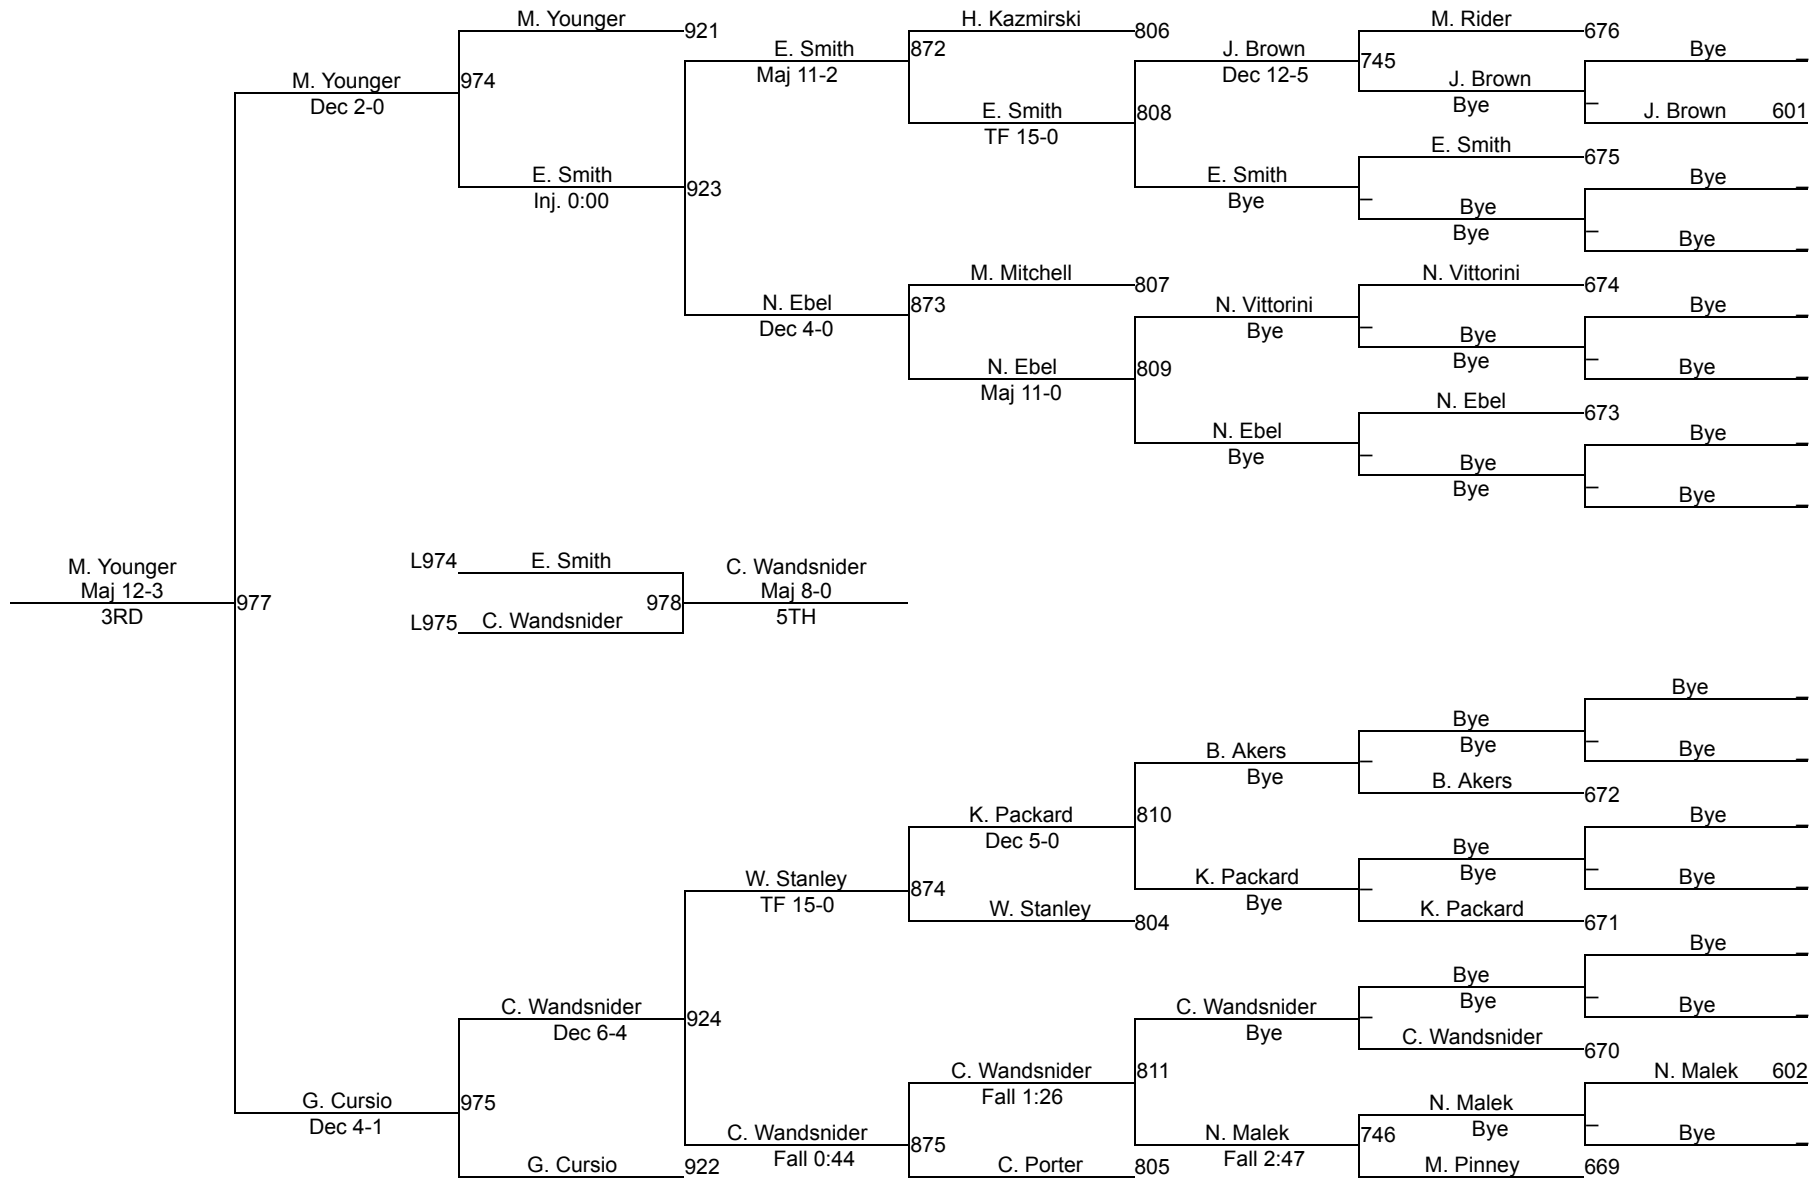 M. Younger
921
M. Younger
Dec 2-0
974
E. Smith
Inj. 0:00
E. Smith
Maj 11-2
923
N. Ebel
Dec 4-0
H. Kazmirski
806
872
E. Smith
TF 15-0
M. Mitchell
807
873
N. Ebel
Maj 11-0
J. Brown
Dec 12-5
808
E. Smith
Bye
N. Vittorini
Bye
809
N. Ebel
Bye
M. Rider
676
745
J. Brown
Bye
E. Smith
675
Bye
Bye
N. Vittorini
674
Bye
Bye
N. Ebel
673
Bye
Bye
Bye
J. Brown 601
Bye
Bye
Bye
Bye
Bye
Bye
M. Younger
Maj 12-3
3RD
977
L974 E. Smith
978
L975 C. Wandsnider
C. Wandsnider
Maj 8-0
5TH
G. Cursio
Dec 4-1
975
C. Wandsnider
Dec 6-4
G. Cursio
922
W. Stanley
TF 15-0
924
C. Wandsnider
Fall 0:44
K. Packard
Dec 5-0
874
W. Stanley
804
C. Wandsnider
Fall 1:26
875
C. Porter
805
B. Akers
Bye
810
K. Packard
Bye
C. Wandsnider
Bye
811
N. Malek
Fall 2:47
Bye
Bye
B. Akers
672
Bye
Bye
K. Packard
671
Bye
Bye
C. Wandsnider
670
N. Malek
Bye
746
M. Pinney
669
Bye
Bye
Bye
Bye
Bye
Bye
N. Malek 602
Bye